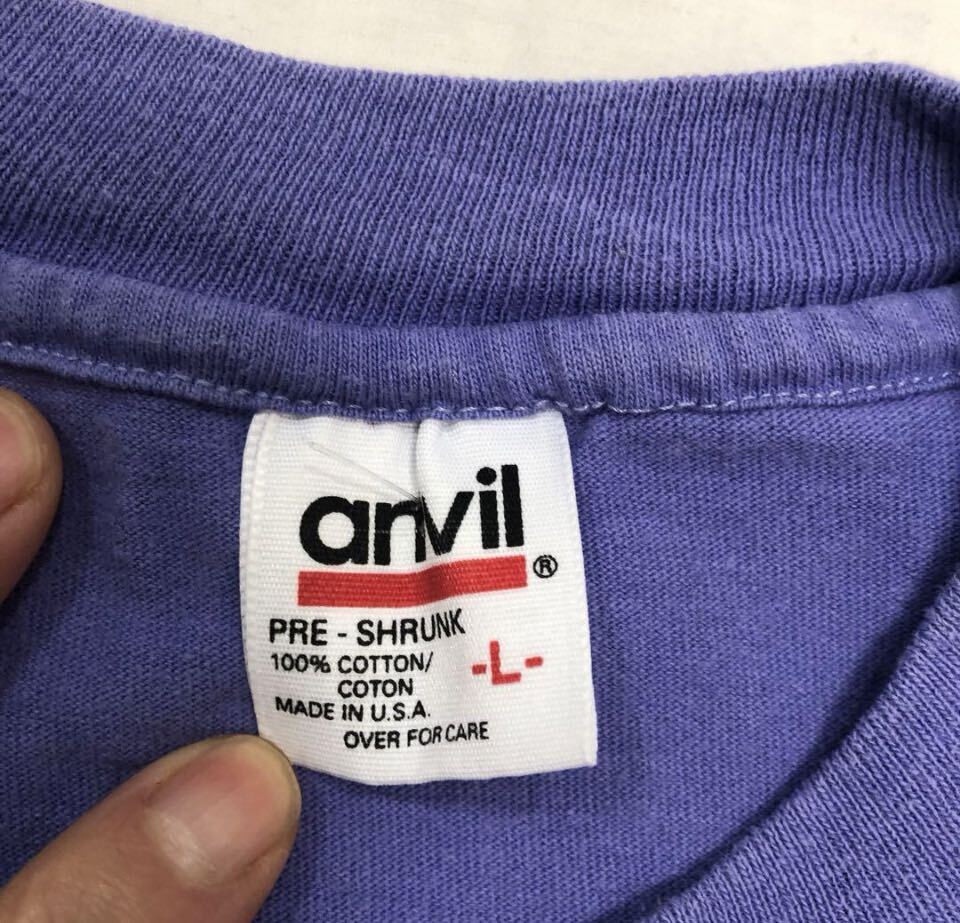 anvil
®
PRE - SHRUNK
100% COTTON/
COTON
-L-
MADE IN U.S.A.
OVER FOR CARE